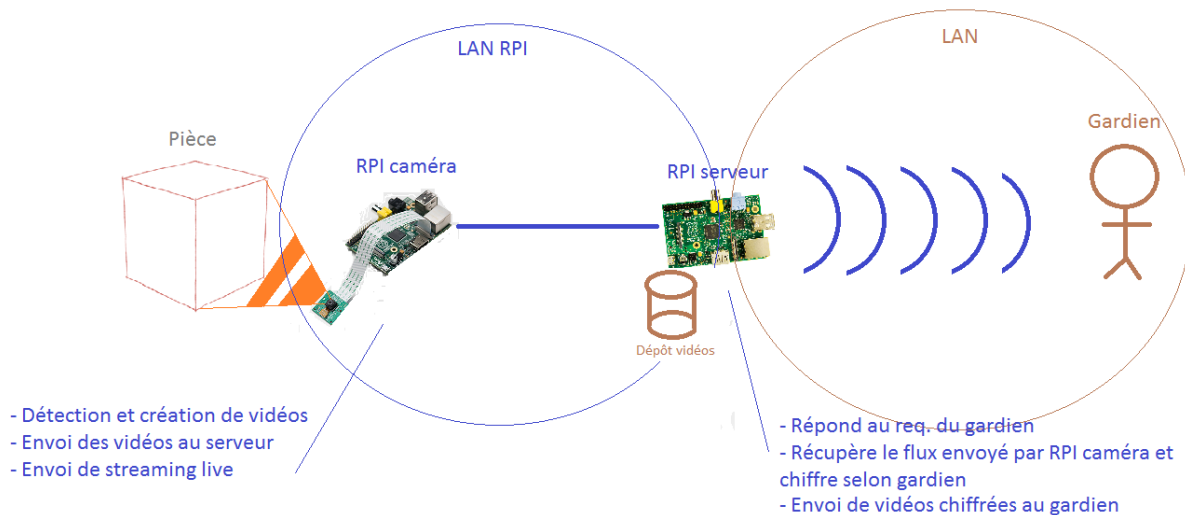 LAN RPI
LAN
Pièce
Gardien
RPI caméra
RPI serveur
Dépôt vidéos
- Détection et création de vidéos
- Envoi des vidéos au serveur
- Envoi de streaming live
- Répond au req. du gardien
- Récupère le flux envoyé par RPI caméra et
chiffre selon gardien
- Envoi de vidéos chiffrées au gardien